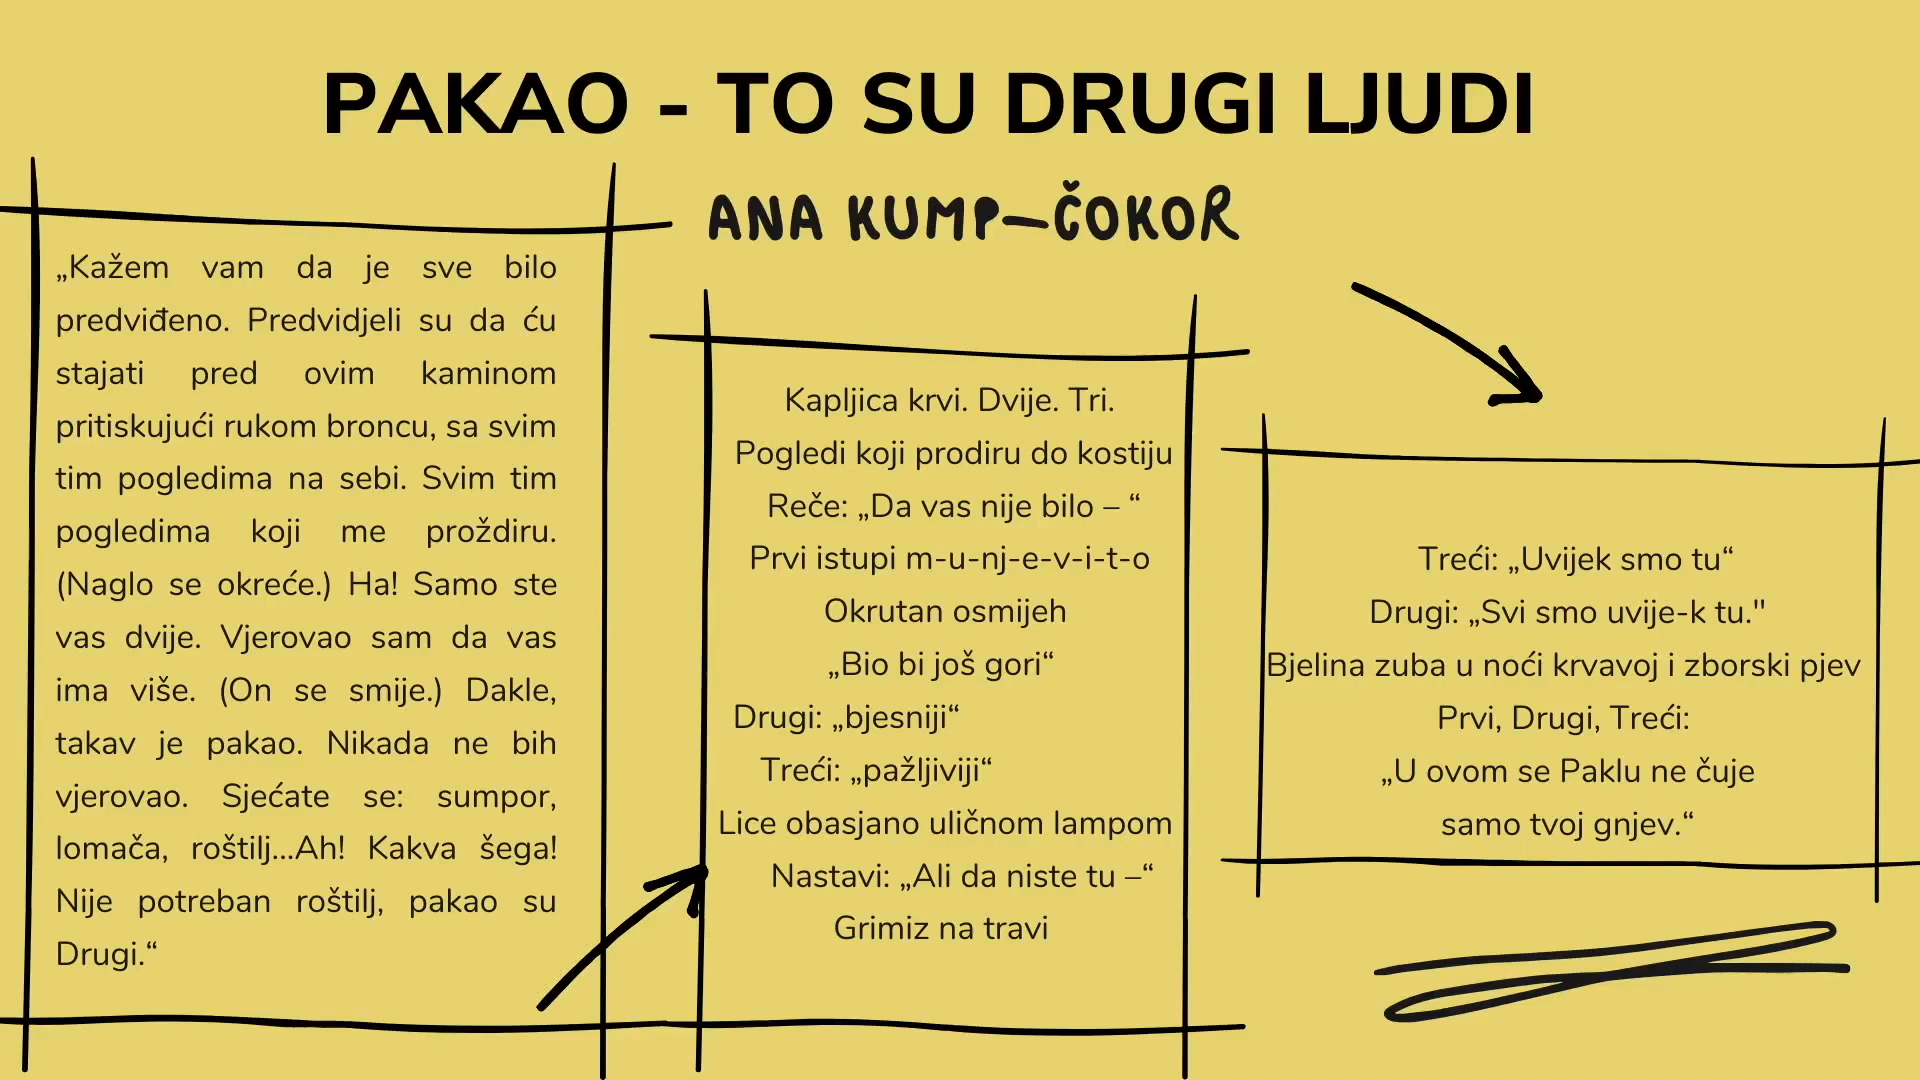 PAKAO - TO SU DRUGI LJUDI
ANA KUMP-ČOKOR
„Kažem vam da je sve bilo
predviđeno. Predvidjeli su da ću
stajati pred ovim kaminom
pritiskujući rukom broncu, sa svim
tim pogledima na sebi. Svim tim
pogledima koji me proždiru.
(Naglo se okreće.) Ha! Samo ste
vas dvije. Vjerovao sam da vas
ima više. (On se smije.) Dakle,
takav je pakao. Nikada ne bih
vjerovao. Sjećate se: sumpor,
lomača, roštilj...Ah! Kakva šega!
Nije potreban roštilj, pakao su
Drugi.“
Kapljica krvi. Dvije. Tri.
Pogledi koji prodiru do kostiju
Reče: „Da vas nije bilo – “
Prvi istupi m-u-nj-e-v-i-t-o
Okrutan osmijeh
„Bio bi još gori“
Drugi: „bjesniji“
Treći: „pažljiviji“
Lice obasjano uličnom lampom
Nastavi: „Ali da niste tu –“
Grimiz na travi
Treći: „Uvijek smo tu“
Drugi: „Svi smo uvije-k tu."
Bjelina zuba u noći krvavoj i zborski pjev
Prvi, Drugi, Treći:
„U ovom se Paklu ne čuje
samo tvoj gnjev.“